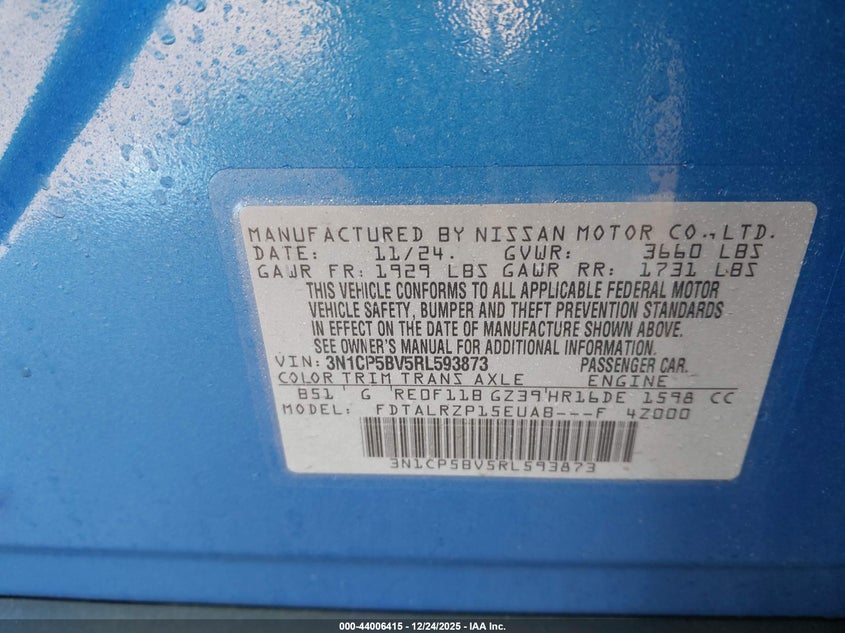 MANUFACTURED BY NISSAN MOTOR CO., LTD.
DATE: 11/24. GVWR: 3660 LBS
GAWR FR: 1929 LBS GAWR RR: 1731 LBS
THIS VEHICLE CONFORMS TO ALL APPLICABLE FEDERAL MOTOR
VEHICLE SAFETY, BUMPER AND THEFT PREVENTION STANDARDS
IN EFFECT ON THE DATE OF MANUFACTURE SHOWN ABOVE.
SEE OWNER'S MANUAL FOR ADDITIONAL INFORMATION.
VIN: 3N1CP5BV5RL593873 PASSENGER CAR.
COLOR TRIM TRANS AXLE ENGINE
B51 G RE0F11B GZ39 HR16DE 1598 CC
MODEL: FDTALRZP15EUAB---F 4Z000
3N1CP5BV5RL593873
000-44006415 - 12/24/2025 - IAA Inc.